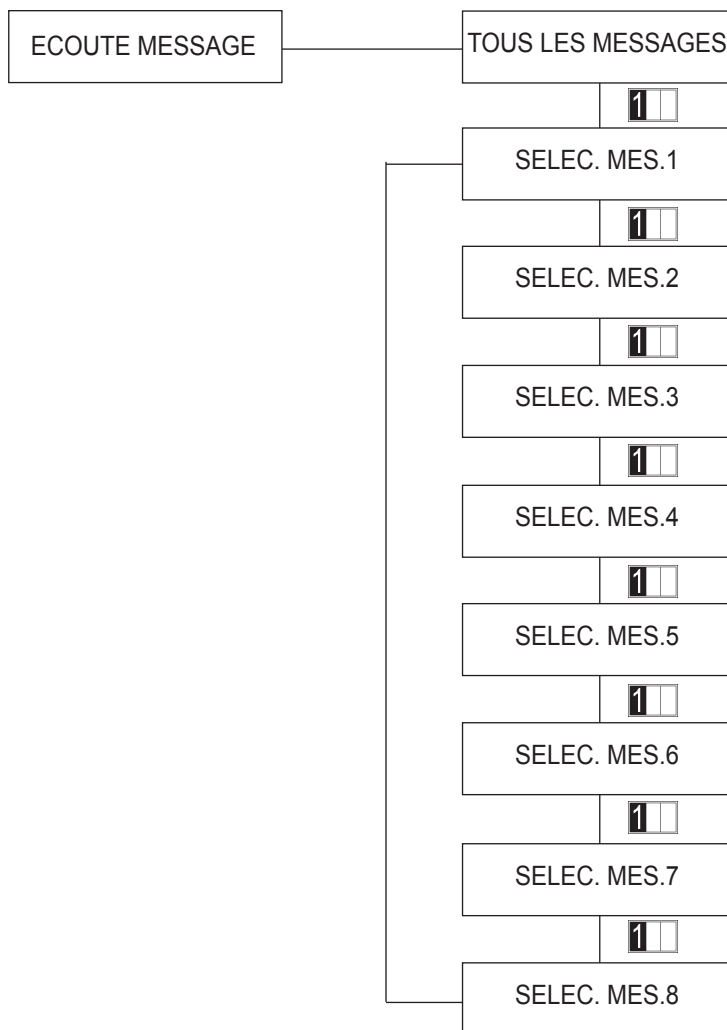 ECOUTE MESSAGE
TOUS LES MESSAGES
1
SELEC. MES.1
1
SELEC. MES.2
1
SELEC. MES.3
1
SELEC. MES.4
1
SELEC. MES.5
1
SELEC. MES.6
1
SELEC. MES.7
1
SELEC. MES.8